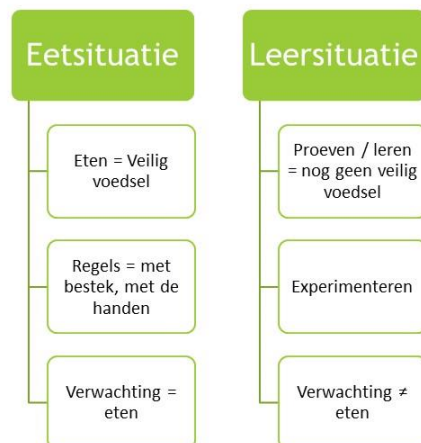 Eetsituatie
Eten = Veilig
voedsel
Regels = met
bestek, met de
handen
Verwachting =
eten
Leersituatie
Proeven / leren
= nog geen veilig
voedsel
Experimenteren
Verwachting ≠
eten